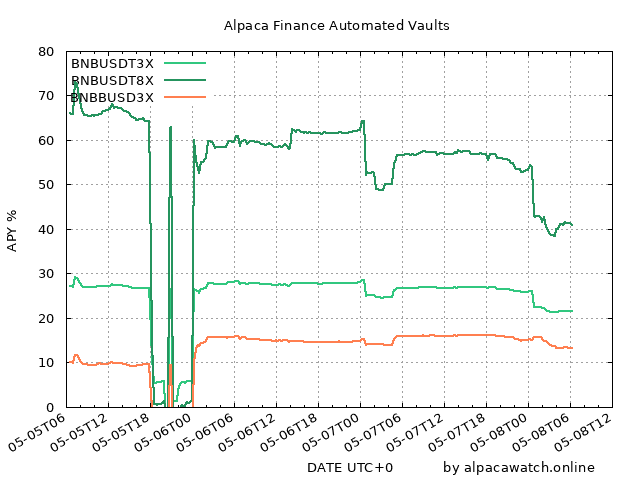 Alpaca Finance Automated Vaults
BNBUSDT3X
BNBUSDT8X
BNBBUSD3X
80
70
60
50
40
30
20
10
0
APY %
05-05T06
05-05T12
05-05T18
05-06T00
05-06T06
05-06T12
05-06T18
05-07T00
05-07T06
05-07T12
05-07T18
05-08T00
05-08T06
05-08T12
DATE UTC+0
by alpacawatch.online